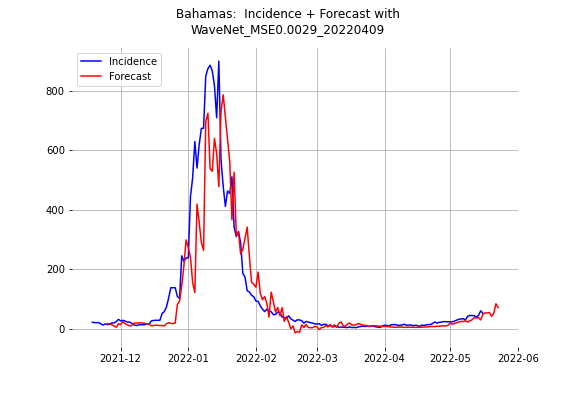 Bahamas:  Incidence + Forecast with
WaveNet_MSE0.0029_20220409
Incidence
Forecast
800
600
400
200
0
2021-12 2022-01 2022-02 2022-03 2022-04 2022-05 2022-06